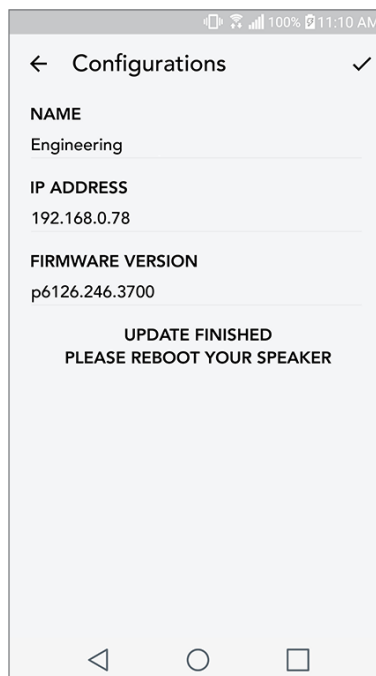 100% 11:10 AM
Configurations
NAME
Engineering
IP ADDRESS
192.168.0.78
FIRMWARE VERSION
p6126.246.3700
UPDATE FINISHED
PLEASE REBOOT YOUR SPEAKER